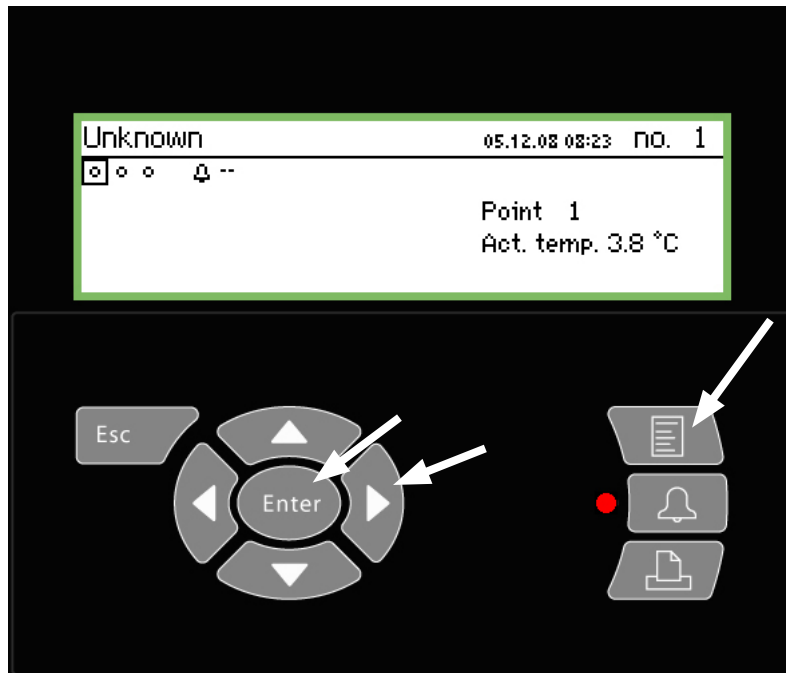 Unknown 05.12.08 08:23 no. 1
--
Point 1
Act. temp. 3.8 °C
Esc
Enter